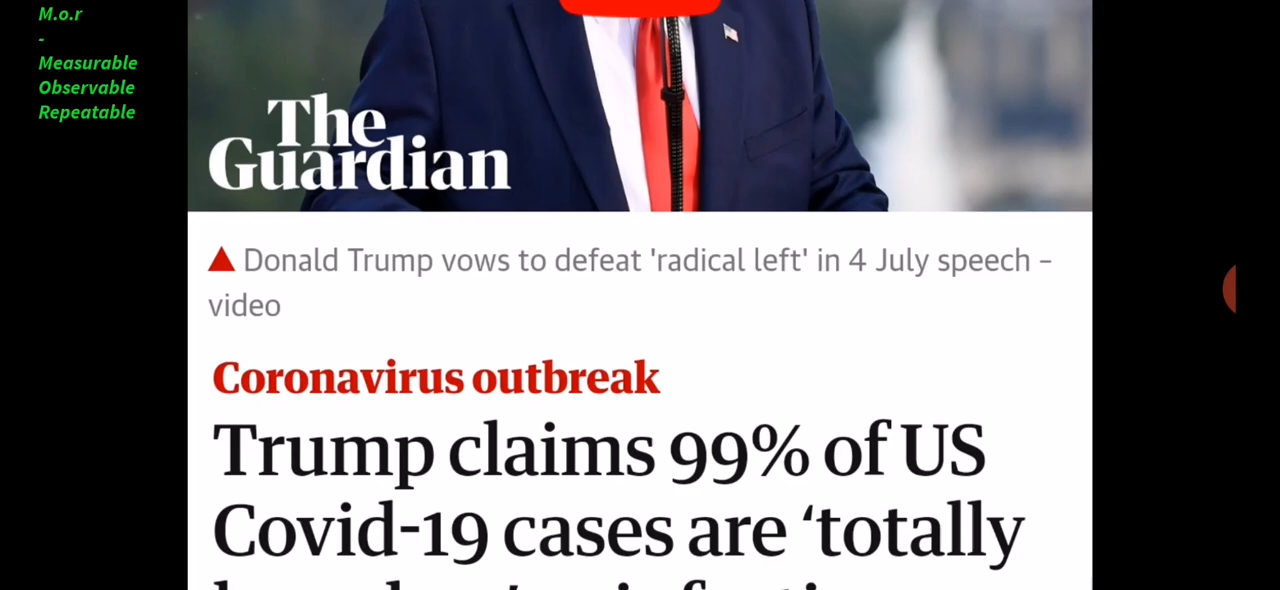 M.o.r
-
Measurable
Observable
Repeatable
The
Guardian
Donald Trump vows to defeat 'radical left' in 4 July speech –
video
Coronavirus outbreak
Trump claims 99% of US
Covid-19 cases are ‘totally